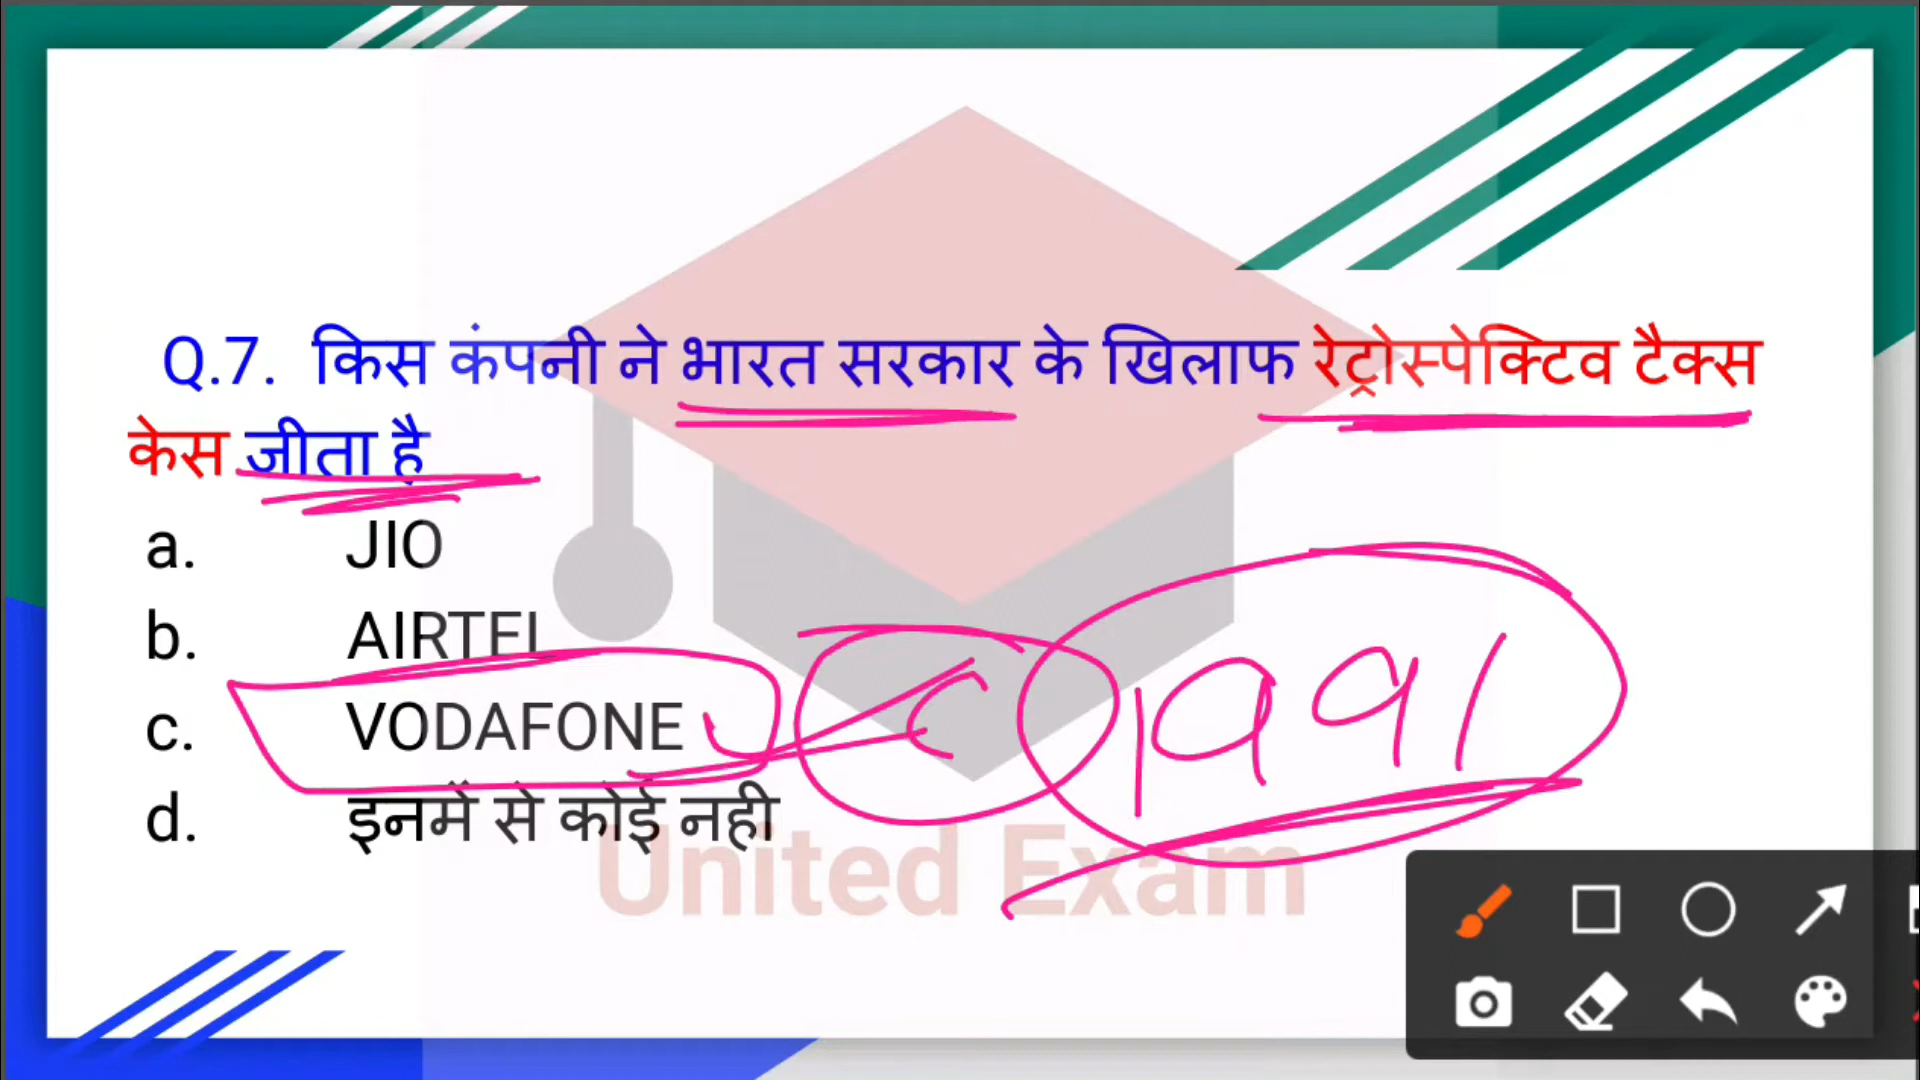 Q.7. किस कंपनी ने भारत सरकार के खिलाफ रेट्रोस्पेक्टिव टैक्स
केस जीता है
a. JIO
b. AIRTEL
c. VODAFONE
C 1991
d. इनमें से कोई नही
United Exam